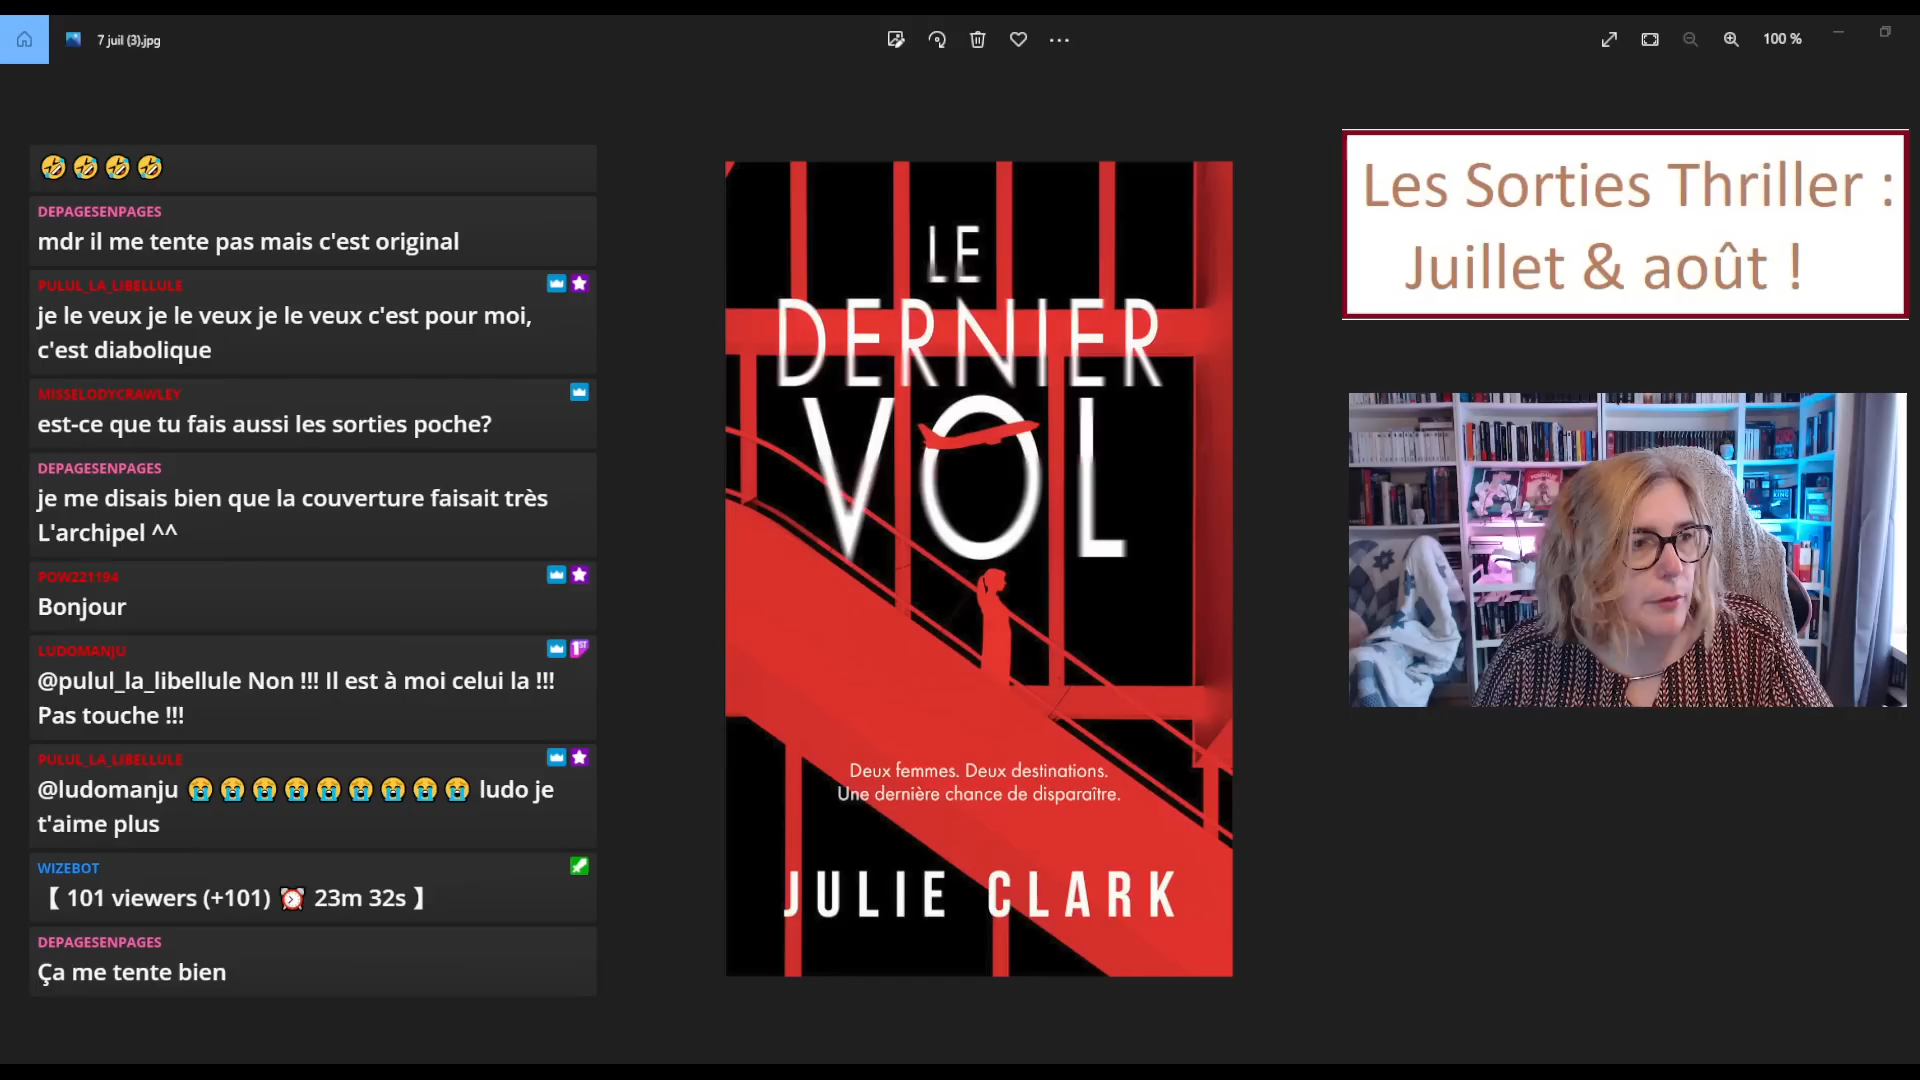 7 juil (3).jpg
100 %
🤣 🤣 🤣 🤣
DEPAGESENPAGES
mdr il me tente pas mais c'est original
PULUL_LA_LIBELLULE
je le veux je le veux je le veux c'est pour moi,
c'est diabolique
MISSELODYCRAWLEY
est-ce que tu fais aussi les sorties poche?
DEPAGESENPAGES
je me disais bien que la couverture faisait très
L'archipel ^^
POW221194
Bonjour
LUDOMANJU
1ST
@pulul_la_libellule Non !!! Il est à moi celui la !!!
Pas touche !!!
PULUL_LA_LIBELLULE
@ludomanju 😭 😭 😭 😭 😭 😭 😭 😭 😭 ludo je
t'aime plus
WIZEBOT
【 101 viewers (+101) ⏰ 23m 32s 】
DEPAGESENPAGES
Ça me tente bien
LE
DERNIER
VOL
Deux femmes. Deux destinations.
Une dernière chance de disparaître.
JULIE CLARK
Les Sorties Thriller :
Juillet & août !
KING